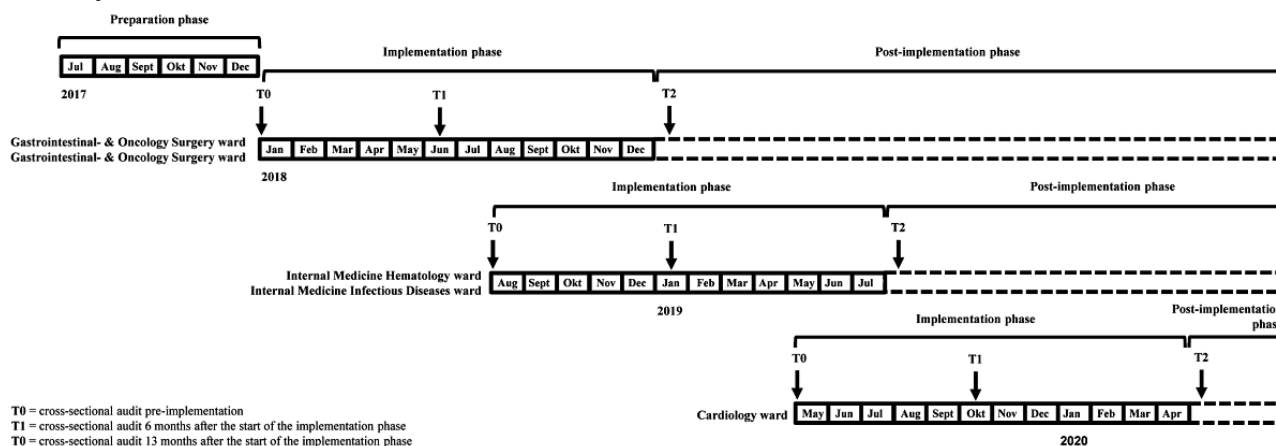 Preparation phase
Jul Aug Sept Okt Nov Dec
2017
Implementation phase
Post-implementation phase
T0 T1 T2
Gastrointestinal- & Oncology Surgery ward
Gastrointestinal- & Oncology Surgery ward
Jan Feb Mar Apr May Jun Jul Aug Sept Okt Nov Dec
2018
Implementation phase
Post-implementation phase
T0 T1 T2
Internal Medicine Hematology ward
Internal Medicine Infectious Diseases ward
Aug Sept Okt Nov Dec Jan Feb Mar Apr May Jun Jul
2019
Implementation phase
Post-implementatio
phas
T0 T1 T2
Cardiology ward
May Jun Jul Aug Sept Okt Nov Dec Jan Feb Mar Apr
2020
T0 = cross-sectional audit pre-implementation
T1 = cross-sectional audit 6 months after the start of the implementation phase
T0 = cross-sectional audit 13 months after the start of the implementation phase